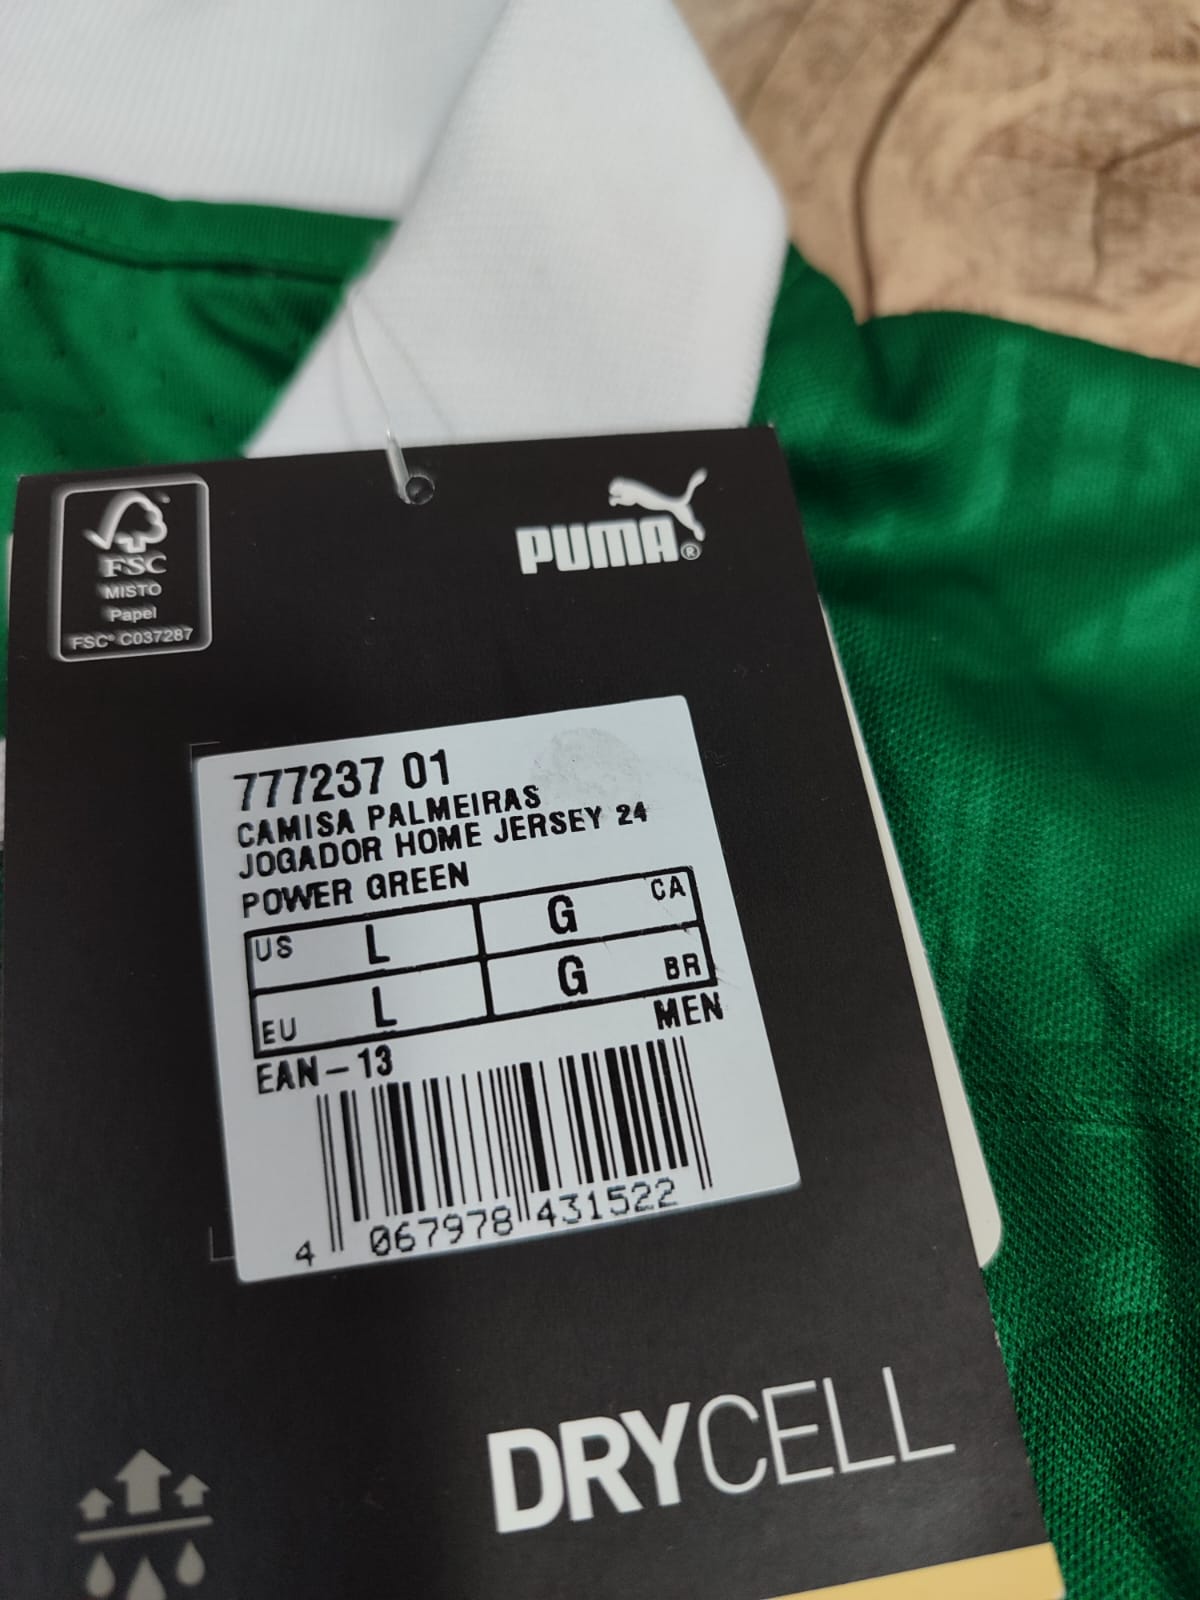 FSC
MISTO
Papel
FSC® C037287
PUMA®
777237 01
CAMISA PALMEIRAS
JOGADOR HOME JERSEY 24
POWER GREEN
US L G CA
EU L G BR
MEN
EAN-13
4 067978 431522
DRYCELL